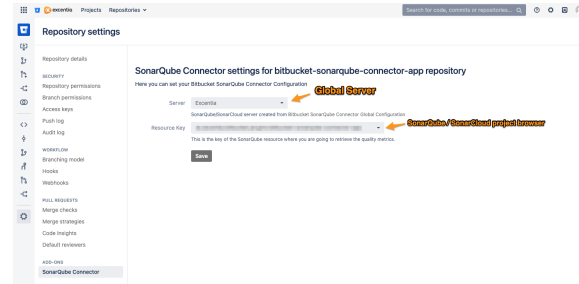 excentia Projects Repositories
Search for code, commits or repositories...
Repository settings
Repository details
SECURITY
Repository permissions
Branch permissions
Access keys
Push log
Audit log
WORKFLOW
Branching model
Hooks
Webhooks
PULL REQUESTS
Merge checks
Merge strategies
Code insights
Default reviewers
ADD-ONS
SonarQube Connector
SonarQube Connector settings for bitbucket-sonarqube-connector-app repository
Here you can set your Bitbucket SonarQube Connector Configuration
Global Server
Server Excentia
SonarQube/SonarCloud server created from Bitbucket SonarQube Connector Global Configuration
SonarQube / SonarCloud project browser
Resource Key
This is the key of the SonarQube resource where you are going to retrieve the quality metrics.
Save